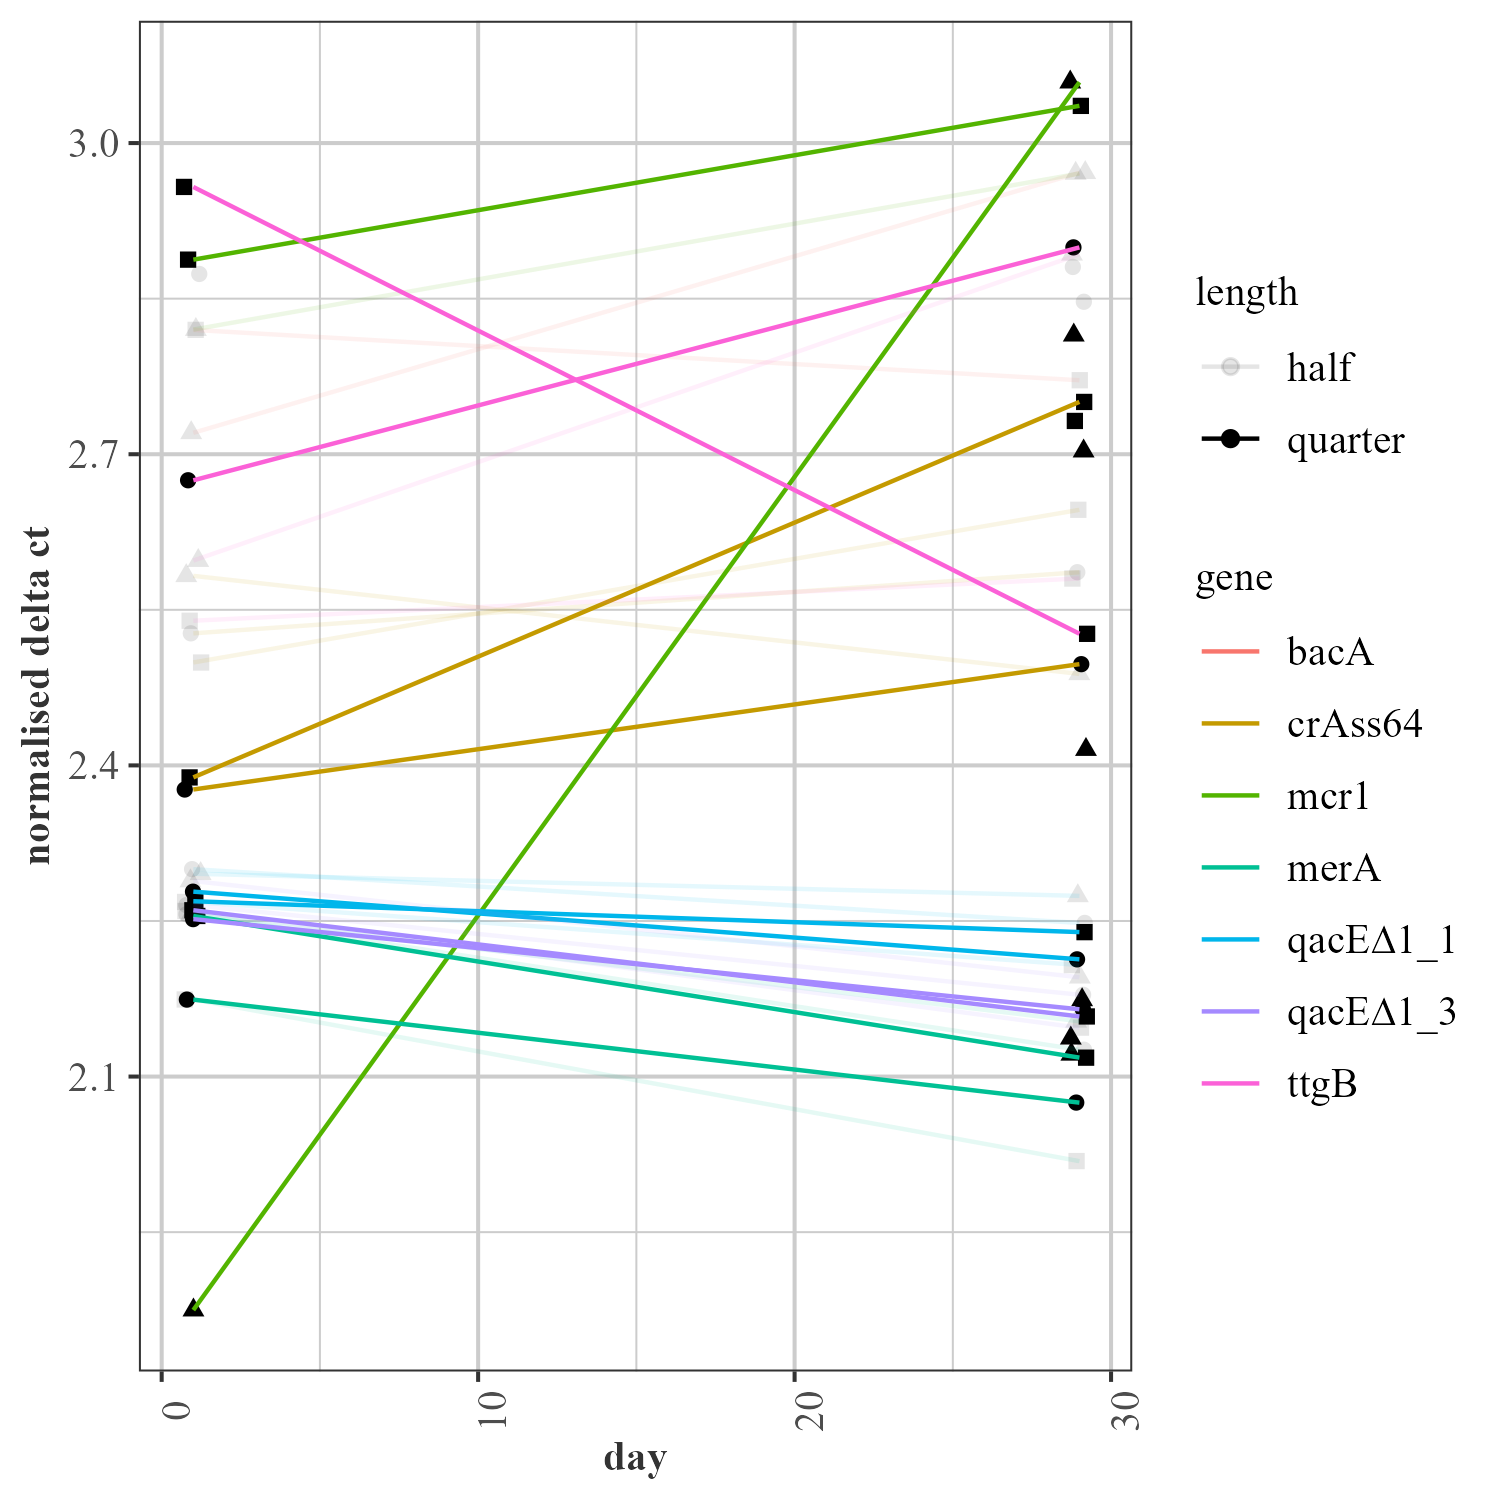 normalised delta ct
3.0
2.7
2.4
2.1
0
10
20
30
day
length
half
quarter
gene
bacA
crAss64
mcr1
merA
qacEΔ1_1
qacEΔ1_3
ttgB